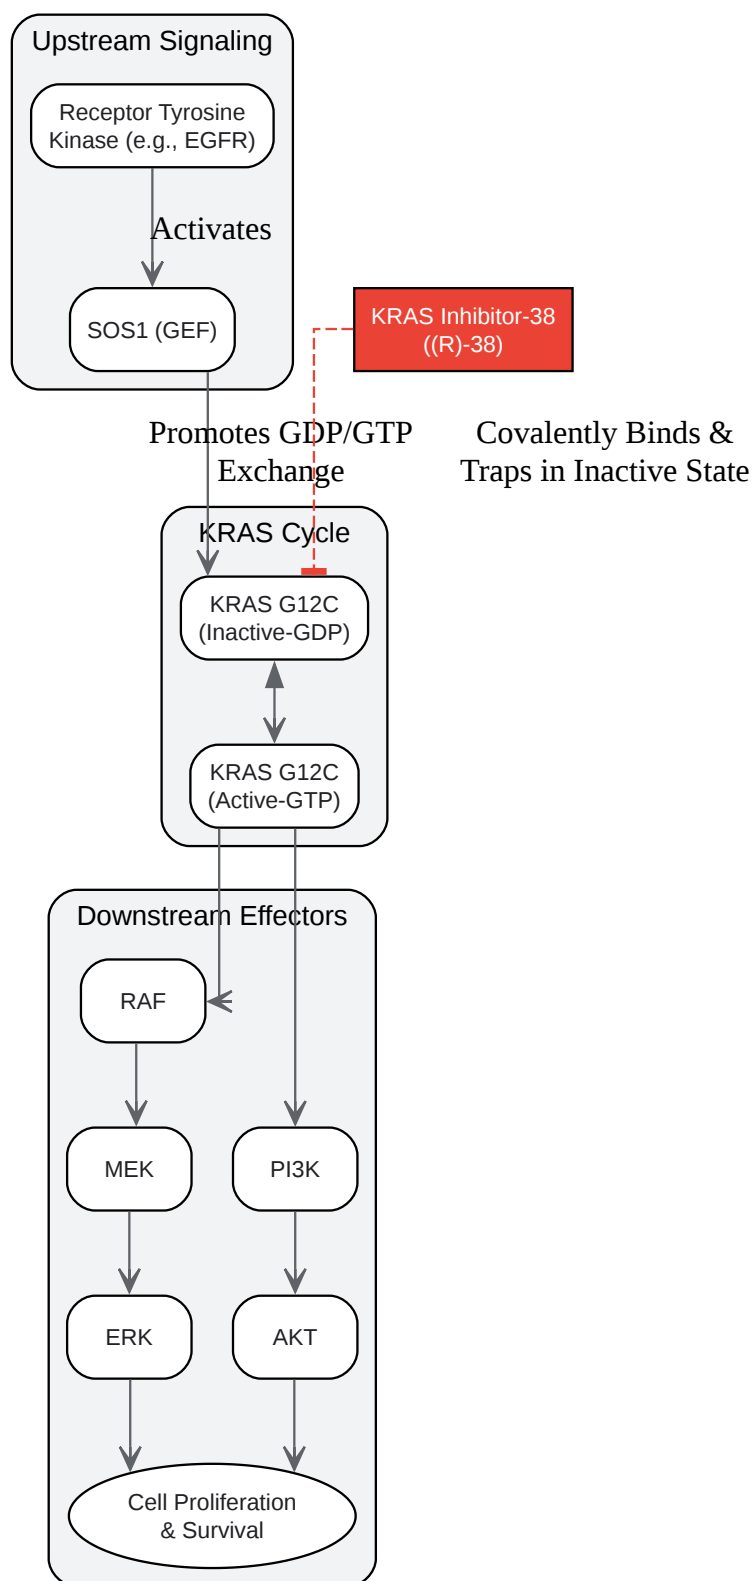 Upstream Signaling
Receptor Tyrosine
Kinase (e.g., EGFR)
Activates
SOS1 (GEF)
KRAS Inhibitor-38
((R)-38)
Promotes GDP/GTP
Exchange
Covalently Binds &
Traps in Inactive State
KRAS Cycle
KRAS G12C
(Inactive-GDP)
KRAS G12C
(Active-GTP)
Downstream Effectors
RAF
MEK
PI3K
ERK
AKT
Cell Proliferation
& Survival